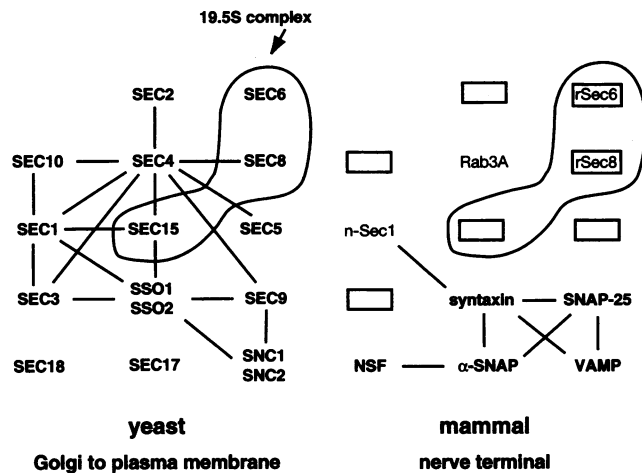 19.5S complex
SEC2 SEC6 rSec6
SEC10 SEC4 SEC8 Rab3A rSec8
SEC1 SEC15 SEC5 n-Sec1
SEC3 SSO1 SEC9 syntaxin SNAP-25
SSO2
SEC18 SEC17 SNC1 NSF α-SNAP VAMP
SNC2
yeast mammal
Golgi to plasma membrane nerve terminal